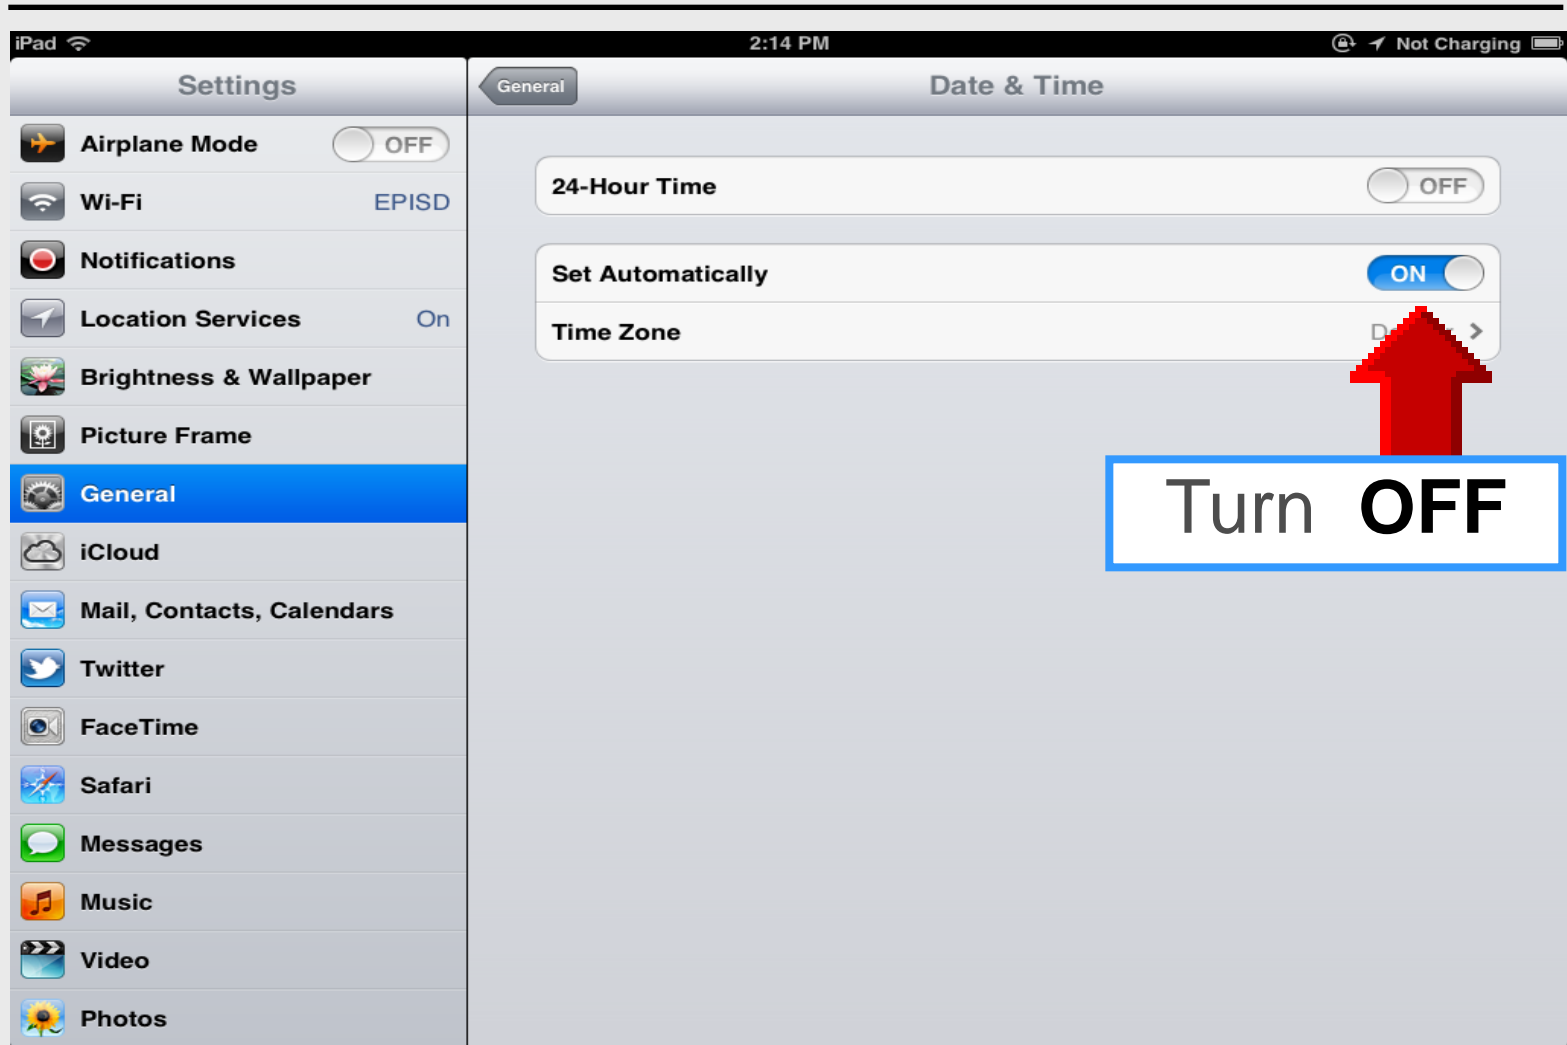 iPad 2:14 PM Not Charging
Settings
General Date & Time
Airplane Mode OFF
Wi-Fi EPISD
Notifications
Location Services On
Brightness & Wallpaper
Picture Frame
General
iCloud
Mail, Contacts, Calendars
Twitter
FaceTime
Safari
Messages
Music
Video
Photos
24-Hour Time OFF
Set Automatically ON
Time Zone
Turn OFF